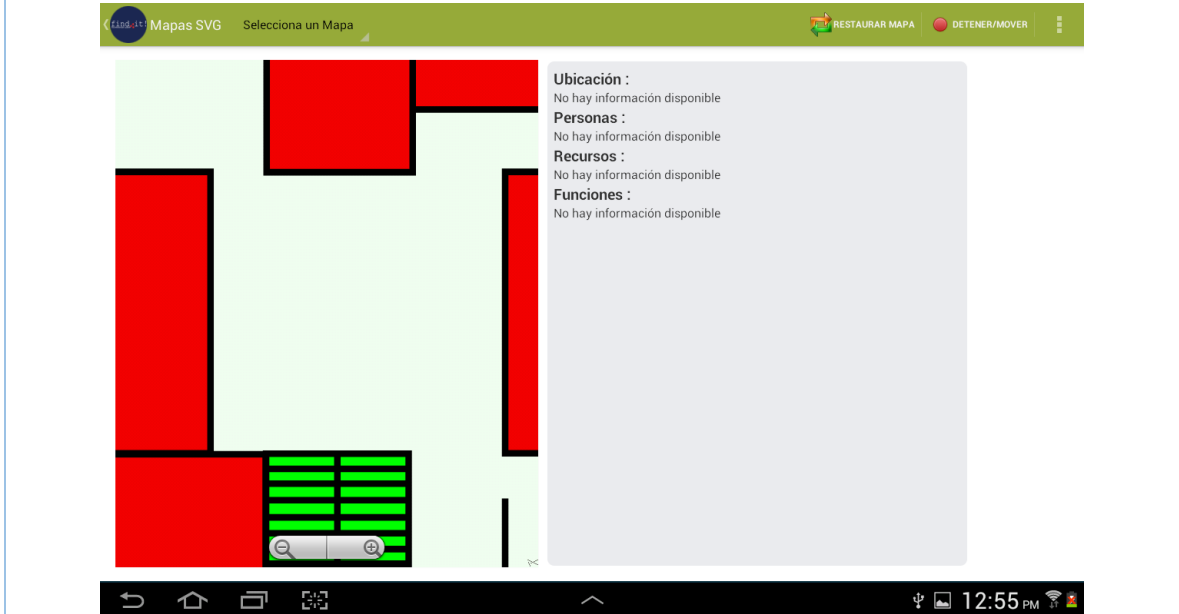 find it!
Mapas SVG
Selecciona un Mapa
RESTAURAR MAPA
DETENER/MOVER
Ubicación :
No hay información disponible
Personas :
No hay información disponible
Recursos :
No hay información disponible
Funciones :
No hay información disponible
12:55 PM